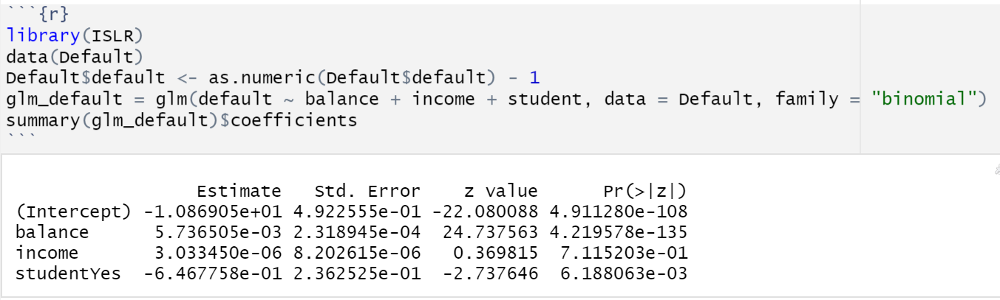 ```{r}
library(ISLR)
data(Default)
Default$default <- as.numeric(Default$default) - 1
glm_default = glm(default ~ balance + income + student, data = Default, family = "binomial")
summary(glm_default)$coefficients
```
Estimate Std. Error z value Pr(>|z|)
(Intercept) -1.086905e+01 4.922555e-01 -22.080088 4.911280e-108
balance 5.736505e-03 2.318945e-04 24.737563 4.219578e-135
income 3.033450e-06 8.202615e-06 0.369815 7.115203e-01
studentYes -6.467758e-01 2.362525e-01 -2.737646 6.188063e-03